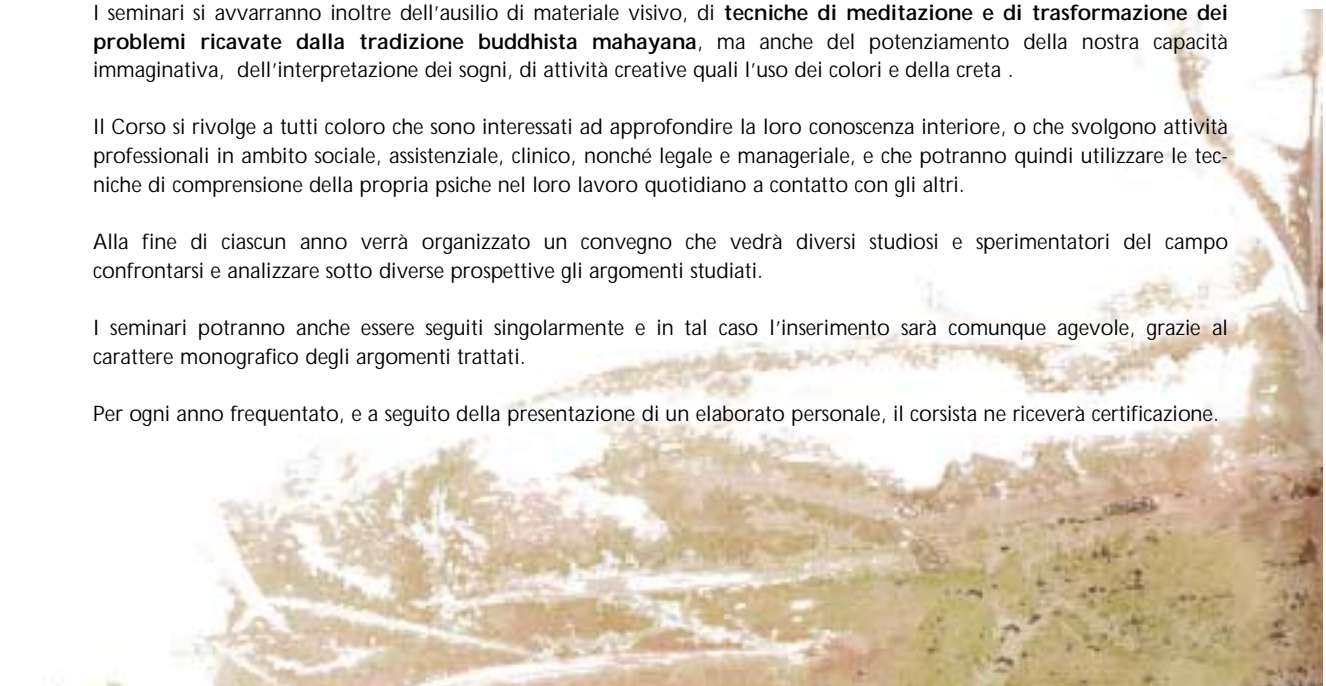 I seminari si avvarranno inoltre dell'ausilio di materiale visivo, di tecniche di meditazione e di trasformazione dei
problemi ricavate dalla tradizione buddhista mahayana, ma anche del potenziamento della nostra capacità
immaginativa, dell'interpretazione dei sogni, di attività creative quali l'uso dei colori e della creta .
Il Corso si rivolge a tutti coloro che sono interessati ad approfondire la loro conoscenza interiore, o che svolgono attività
professionali in ambito sociale, assistenziale, clinico, nonché legale e manageriale, e che potranno quindi utilizzare le tec-
niche di comprensione della propria psiche nel loro lavoro quotidiano a contatto con gli altri.
Alla fine di ciascun anno verrà organizzato un convegno che vedrà diversi studiosi e sperimentatori del campo
confrontarsi e analizzare sotto diverse prospettive gli argomenti studiati.
I seminari potranno anche essere seguiti singolarmente e in tal caso l'inserimento sarà comunque agevole, grazie al
carattere monografico degli argomenti trattati.
Per ogni anno frequentato, e a seguito della presentazione di un elaborato personale, il corsista ne riceverà certificazione.